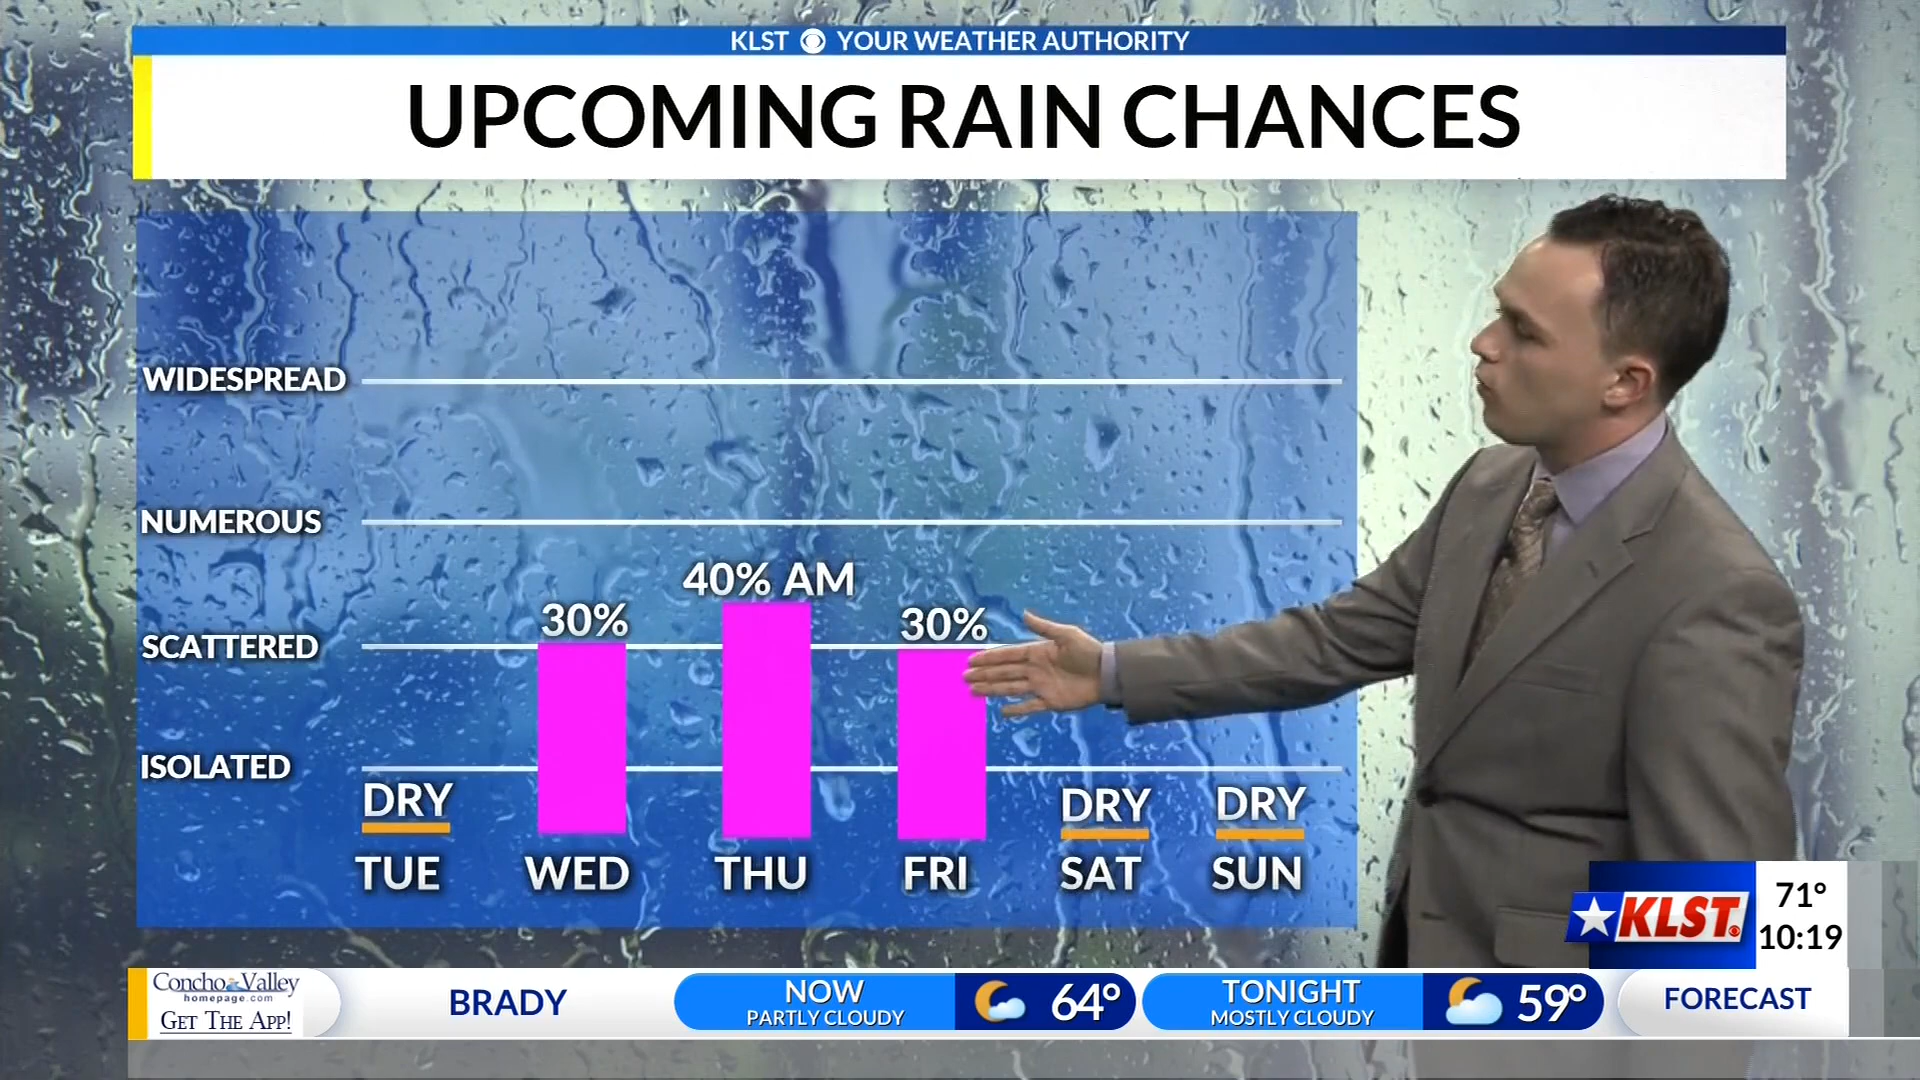 KLST YOUR WEATHER AUTHORITY
UPCOMING RAIN CHANCES
WIDESPREAD
NUMEROUS
SCATTERED
ISOLATED
30%
40% AM
30%
DRY
DRY
DRY
TUE
WED
THU
FRI
SAT
SUN
KLST
71°
10:19
Concho Valley
homepage.com
GET THE APP!
BRADY
NOW
PARTLY CLOUDY
64°
TONIGHT
MOSTLY CLOUDY
59°
FORECAST